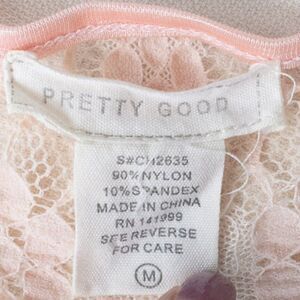 PRETTY GOOD
S#CH2635
90% NYLON
10% SPANDEX
MADE IN CHINA
RN 141999
SEE REVERSE
FOR CARE
M